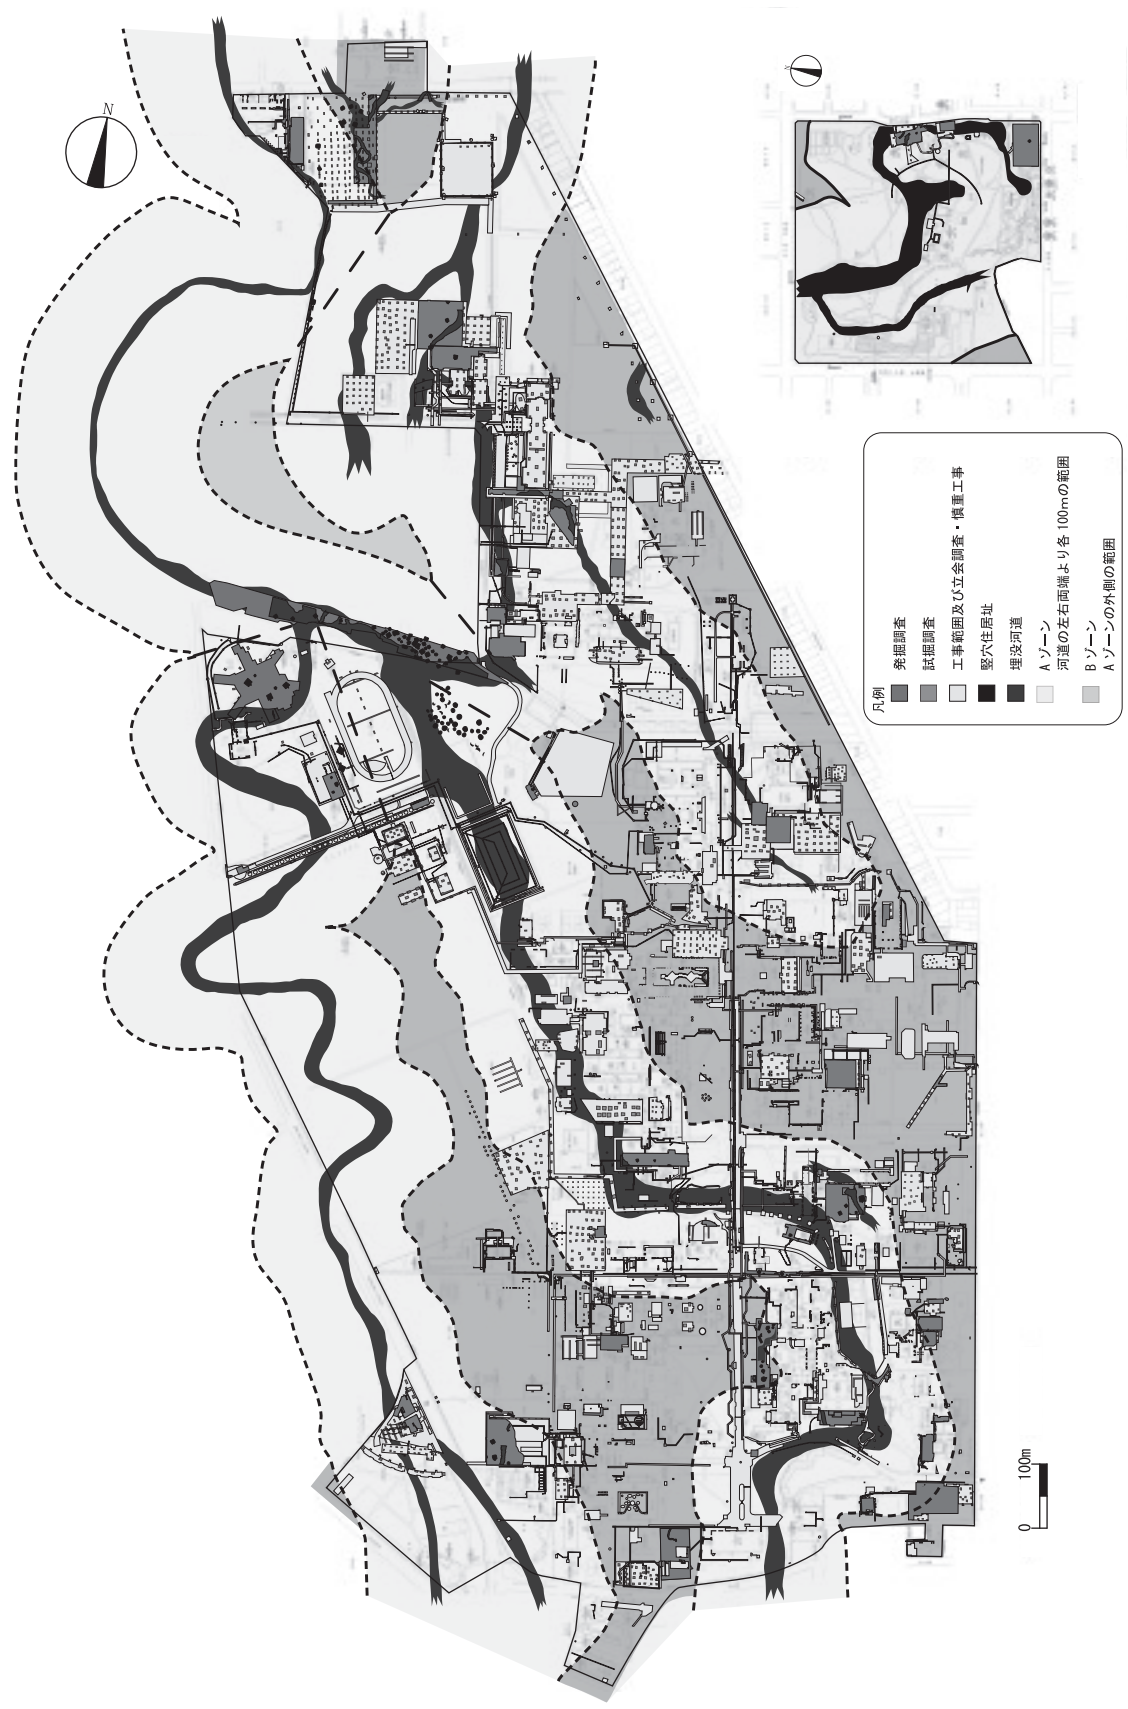 N
N
凡例
発掘調査
試掘調査
工事範囲及び立会調査・慎重工事
竪穴住居址
埋没河道
Aゾーン
河道の左右両端より各100mの範囲
Bゾーン
Aゾーンの外側の範囲
0 100m